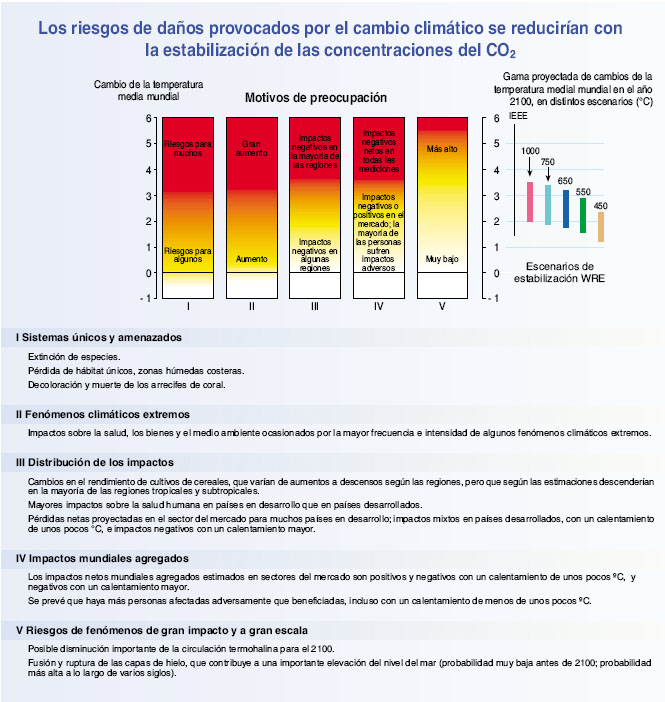 Los riesgos de daños provocados por el cambio climático se reducirían con
la estabilización de las concentraciones del CO₂
Cambio de la temperatura
media mundial
Motivos de preocupación
Gama proyectada de cambios de la
temperatura medial mundial en el año
2100, en distintos escenarios (°C)
IEEE
6
5
4
3
2
1
0
- 1
Riesgos para
muchos
Riesgos para
algunos
I
Gran
aumento
Aumento
II
Impactos
negativos en
la mayoría de
las regiones
Impactos
negativos en
algunas
regiones
III
Impactos
negativos
netos en
todas les
mediciones
Impactos
negativos o
positivos en el
mercado; la
mayoría de
las personas
sufren
impactos
adversos
IV
Más alto
Muy bajo
V
6
5
4
3
2
1
0
- 1
1000
750
650
550
450
Escenarios de
estabilización WRE
I Sistemas únicos y amenazados
Extinción de especies.
Pérdida de hábitat únicos, zonas húmedas costeras.
Decoloración y muerte de los arrecifes de coral.
II Fenómenos climáticos extremos
Impactos sobre la salud, los bienes y el medio ambiente ocasionados por la mayor frecuencia e intensidad de algunos fenómenos climáticos extremos.
III Distribución de los impactos
Cambios en el rendimiento de cultivos de cereales, que varían de aumentos a descensos según las regiones, pero que según las estimaciones descenderían
en la mayoría de las regiones tropicales y subtropicales.
Mayores impactos sobre la salud humana en países en desarrollo que en países desarrollados.
Pérdidas netas proyectadas en el sector del mercado para muchos países en desarrollo; impactos mixtos en países desarrollados, con un calentamiento
de unos pocos °C, e impactos negativos con un calentamiento mayor.
IV Impactos mundiales agregados
Los impactos netos mundiales agregados estimados en sectores del mercado son positivos y negativos con un calentamiento de unos pocos ºC, y
negativos con un calentamiento mayor.
Se prevé que haya más personas afectadas adversamente que beneficiadas, incluso con un calentamiento de menos de unos pocos ºC.
V Riesgos de fenómenos de gran impacto y a gran escala
Posible disminución importante de la circulación termohalina para el 2100.
Fusión y ruptura de las capas de hielo, que contribuye a una importante elevación del nivel del mar (probabilidad muy baja antes de 2100; probabilidad
más alta a lo largo de varios siglos).